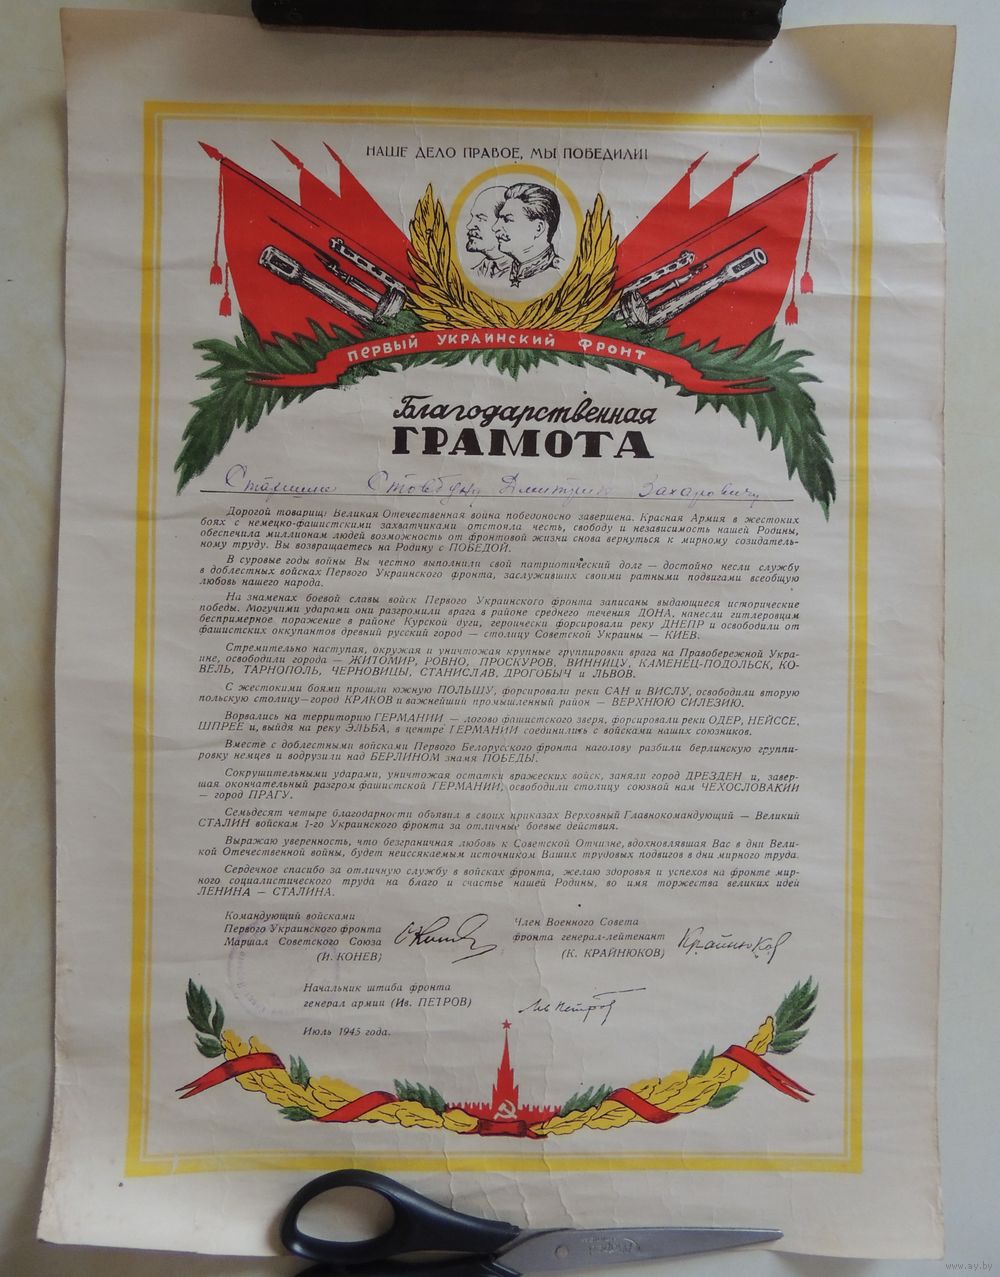 НАШЕ ДЕЛО ПРАВОЕ, МЫ ПОБЕДИЛИ!
ПЕРВЫЙ УКРАИНСКИЙ ФРОНТ
Благодарственная
ГРАМОТА
Старшине Дмитрию Захаровичу
Дорогой товарищ! Великая Отечественная война победоносно завершена. Красная Армия в жестоких
боях с немецко-фашистскими захватчиками отстояла честь, свободу и независимость нашей Родины,
обеспечила миллионам людей возможность от фронтовой жизни снова вернуться к мирному созидатель-
ному труду. Вы возвращаетесь на Родину с ПОБЕДОЙ.
В суровые годы войны Вы честно выполнили свой патриотический долг — достойно несли службу
в доблестных войсках Первого Украинского фронта, заслуживших своими ратными подвигами всеобщую
любовь нашего народа.
На знаменах боевой славы войск Первого Украинского фронта записаны выдающиеся исторические
победы. Могучими ударами они разгромили врага в районе среднего течения ДОНА, нанесли гитлеровцам
беспримерное поражение в районе Курской дуги, героически форсировали реку ДНЕПР и освободили от
фашистских оккупантов древний русский город — столицу Советской Украины — КИЕВ.
Стремительно наступая, окружая и уничтожая крупные группировки врага на Правобережной Укра-
ине, освободили города — ЖИТОМИР, РОВНО, ПРОСКУРОВ, ВИННИЦУ, КАМЕНЕЦ-ПОДОЛЬСК, КО-
ВЕЛЬ, ТАРНОПОЛЬ, ЧЕРНОВИЦЫ, СТАНИСЛАВ, ДРОГОБЫЧ и ЛЬВОВ.
С жестокими боями прошли южную ПОЛЬШУ, форсировали реки САН и ВИСЛУ, освободили вторую
польскую столицу—город КРАКОВ и важнейший промышленный район — ВЕРХНЮЮ СИЛЕЗИЮ.
Ворвались на территорию ГЕРМАНИИ — логово фашистского зверя, форсировали реки ОДЕР, НЕЙССЕ,
ШПРЕЕ и, выйдя на реку ЭЛЬБА, в центре ГЕРМАНИИ соединились с войсками наших союзников.
Вместе с доблестными войсками Первого Белорусского фронта наголову разбили берлинскую группи-
ровку немцев и водрузили над БЕРЛИНОМ знамя ПОБЕДЫ.
Сокрушительными ударами, уничтожая остатки вражеских войск, заняли город ДРЕЗДЕН и, завер-
шая окончательный разгром фашистской ГЕРМАНИИ, освободили столицу союзной нам ЧЕХОСЛОВАКИИ
— город ПРАГУ.
Семьдесят четыре благодарности объявил в своих приказах Верховный Главнокомандующий — Великий
СТАЛИН войскам 1-го Украинского фронта за отличные боевые действия.
Выражаю уверенность, что безграничная любовь к Советской Отчизне, вдохновлявшая Вас в дни Вели-
кой Отечественной войны, будет неиссякаемым источником Ваших трудовых подвигов в дни мирного труда.
Сердечное спасибо за отличную службу в войсках фронта, желаю здоровья и успехов на фронте мир-
ного социалистического труда на благо и счастье нашей Родины, во имя торжества великих идей
ЛЕНИНА — СТАЛИНА.
Командующий войсками
Первого Украинского фронта
Маршал Советского Союза
(И. КОНЕВ)
Член Военного Совета
фронта генерал-лейтенант
(К. КРАЙНЮКОВ)
Крайнюков
Начальник штаба фронта
генерал армии (Ив. ПЕТРОВ)
Ив Петров
Июль 1945 года.
www.ay.by